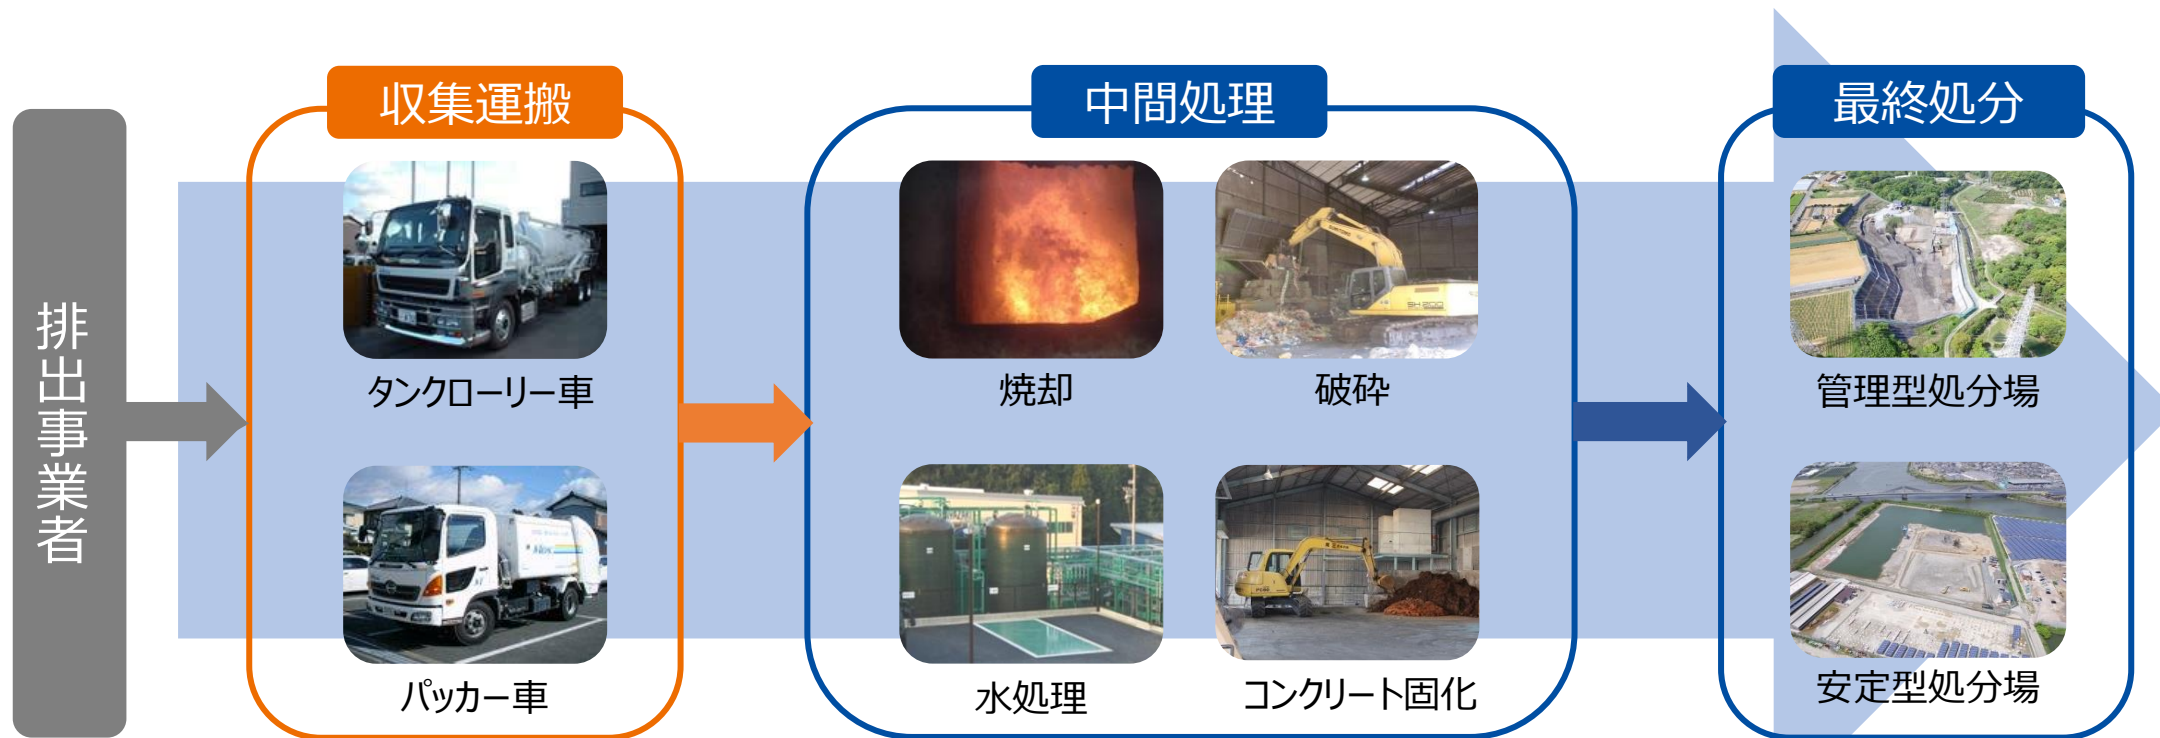 排出事業者
収集運搬
タンクローリー車
パッカー車
中間処理
焼却
破砕
SH200
水処理
コンクリート固化
最終処分
管理型処分場
安定型処分場